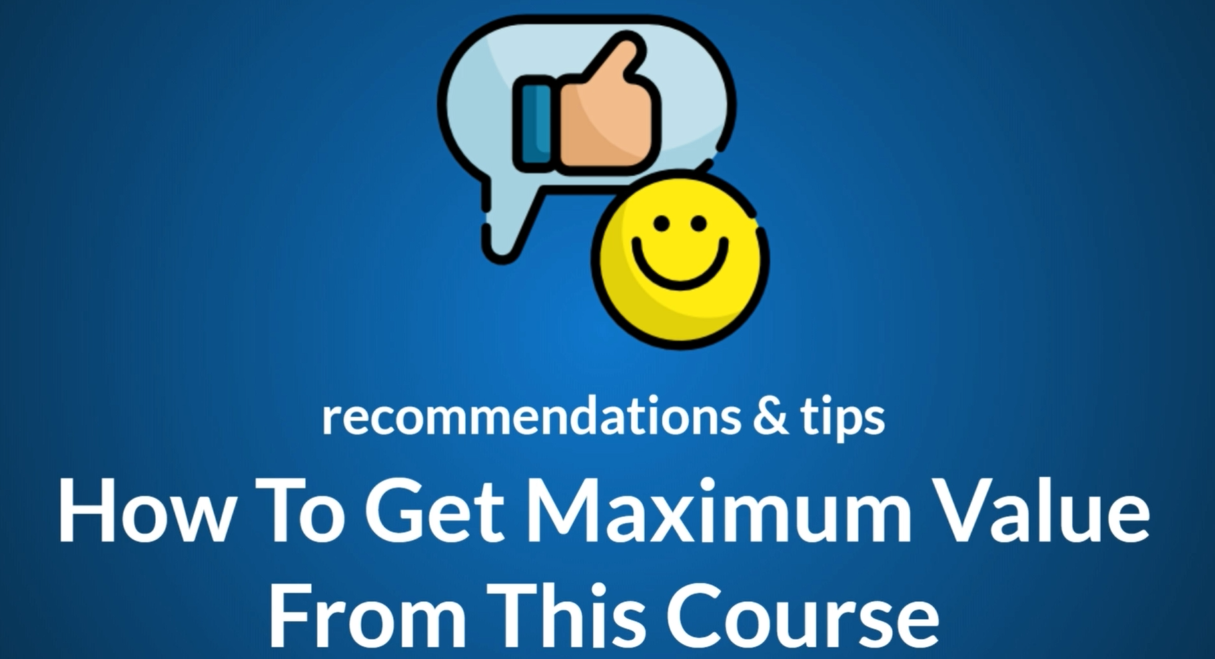 recommendations & tips
How To Get Maximum Value
From This Course